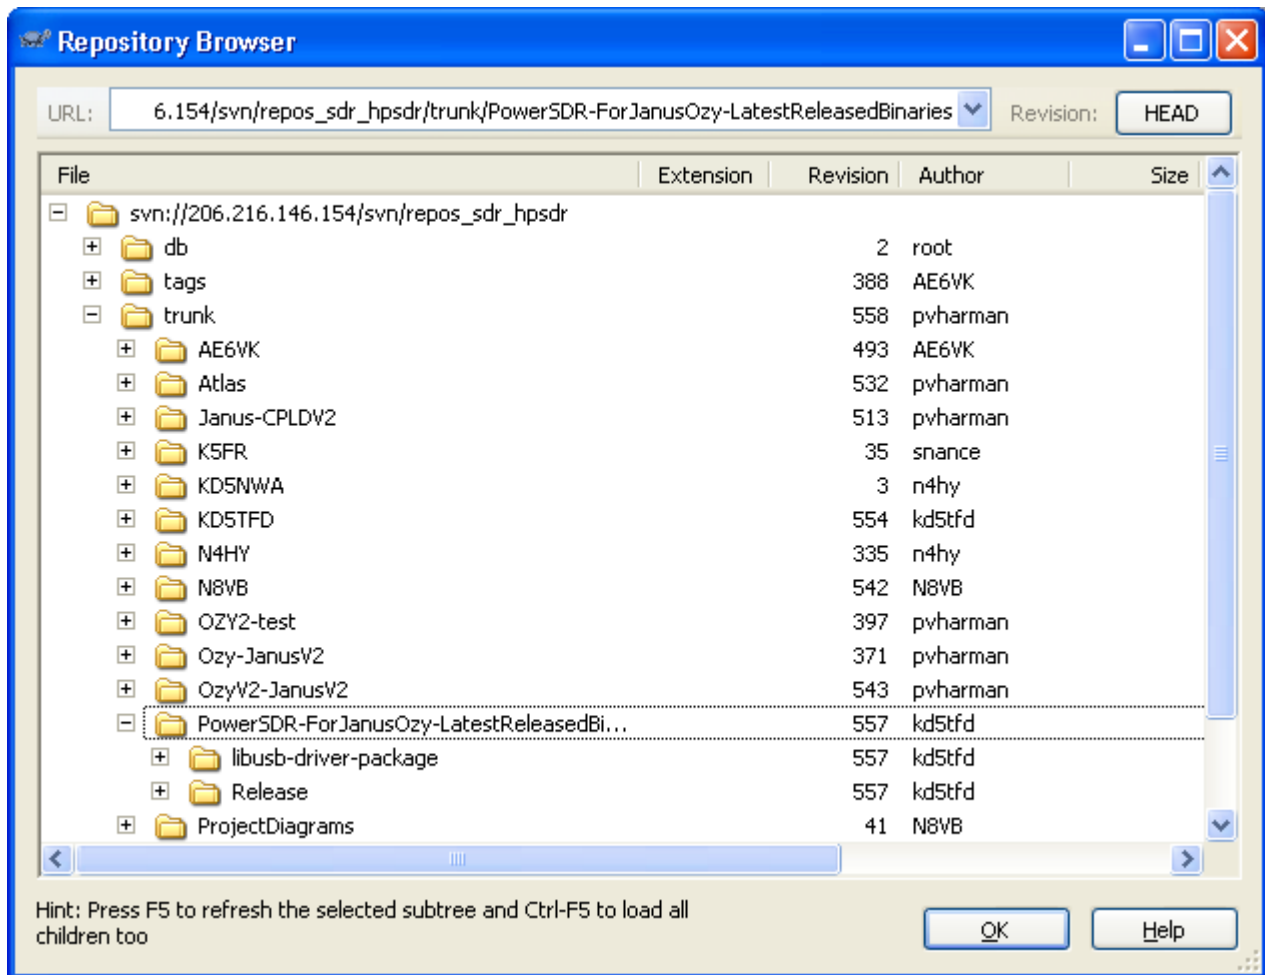 Repository Browser
URL: 6.154/svn/repos_sdr_hpsdr/trunk/PowerSDR-ForJanusOzy-LatestReleasedBinaries Revision: HEAD
File Extension Revision Author Size
svn://206.216.146.154/svn/repos_sdr_hpsdr
db 2 root
tags 388 AE6VK
trunk 558 pvharman
AE6VK 493 AE6VK
Atlas 532 pvharman
Janus-CPLDV2 513 pvharman
K5FR 35 snance
KD5NWA 3 n4hy
KD5TFD 554 kd5tfd
N4HY 335 n4hy
N8VB 542 N8VB
OZY2-test 397 pvharman
Ozy-JanusV2 371 pvharman
OzyV2-JanusV2 543 pvharman
PowerSDR-ForJanusOzy-LatestReleasedBi... 557 kd5tfd
libusb-driver-package 557 kd5tfd
Release 557 kd5tfd
ProjectDiagrams 41 N8VB
Hint: Press F5 to refresh the selected subtree and Ctrl-F5 to load all
children too
OK Help